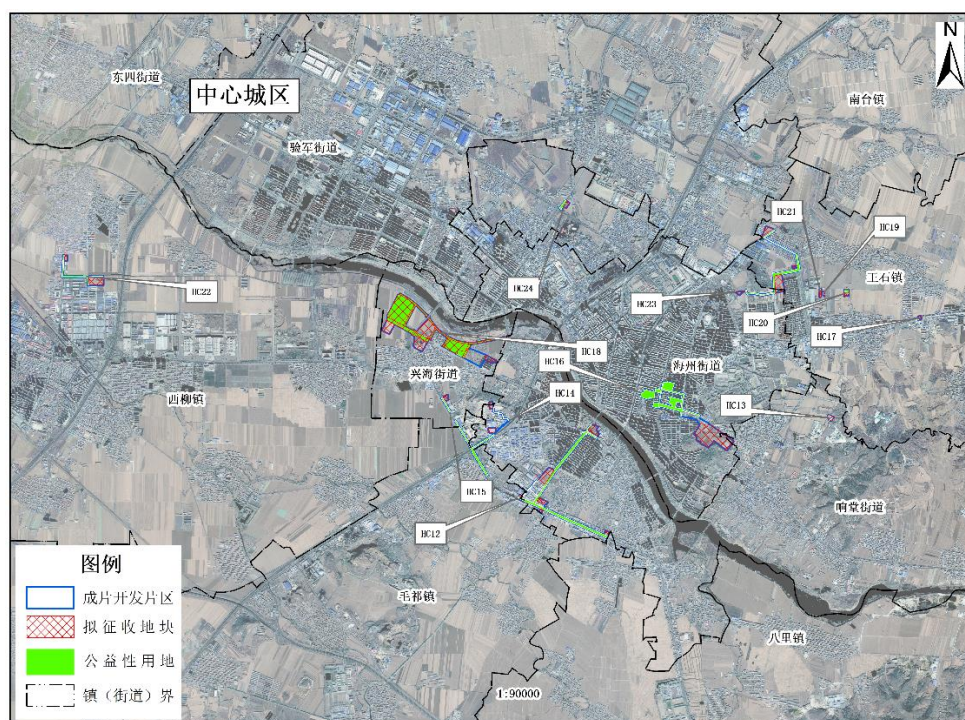 N
东四街道
中心城区
南台镇
验军街道
HC21
HC19
王石镇
HC22
HC24
HC23
HC20
HC17
HC18
HC16
兴海街道
海州街道
HC14
西柳镇
HC13
HC15
响堂街道
HC12
图例
成片开发片区
拟征收地块
公益性用地
镇（街道）界
毛祁镇
八里镇
1:90000